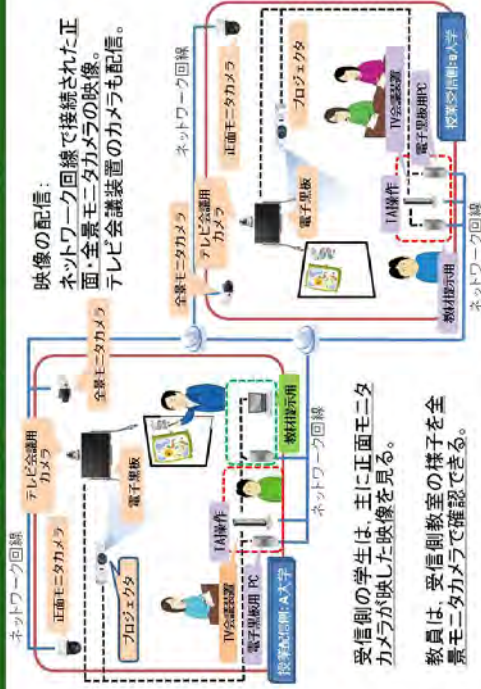 ネットワーク回線
正面モニタカメラ
テレビ会議用
カメラ
全景モニタカメラ
プロジェクタ
電子黒板
TV会議装置
電子黒板用 PC
TA操作
教材提示用
授業配信側:A大学
ネットワーク回線
映像の配信:
ネットワーク回線で接続された正
面・全景モニタカメラの映像。
テレビ会議装置のカメラも配信。
受信側の学生は、主に正面モニタ
カメラが映した映像を見る。
教員は、受信側教室の様子を全
景モニタカメラで確認できる。
ネットワーク回線
全景モニタカメラ
テレビ会議用
カメラ
正面モニタカメラ
プロジェクタ
電子黒板
TV会議装置
電子黒板用PC
TA操作
教材提示用
授業受信側:B大学
ネットワーク回線